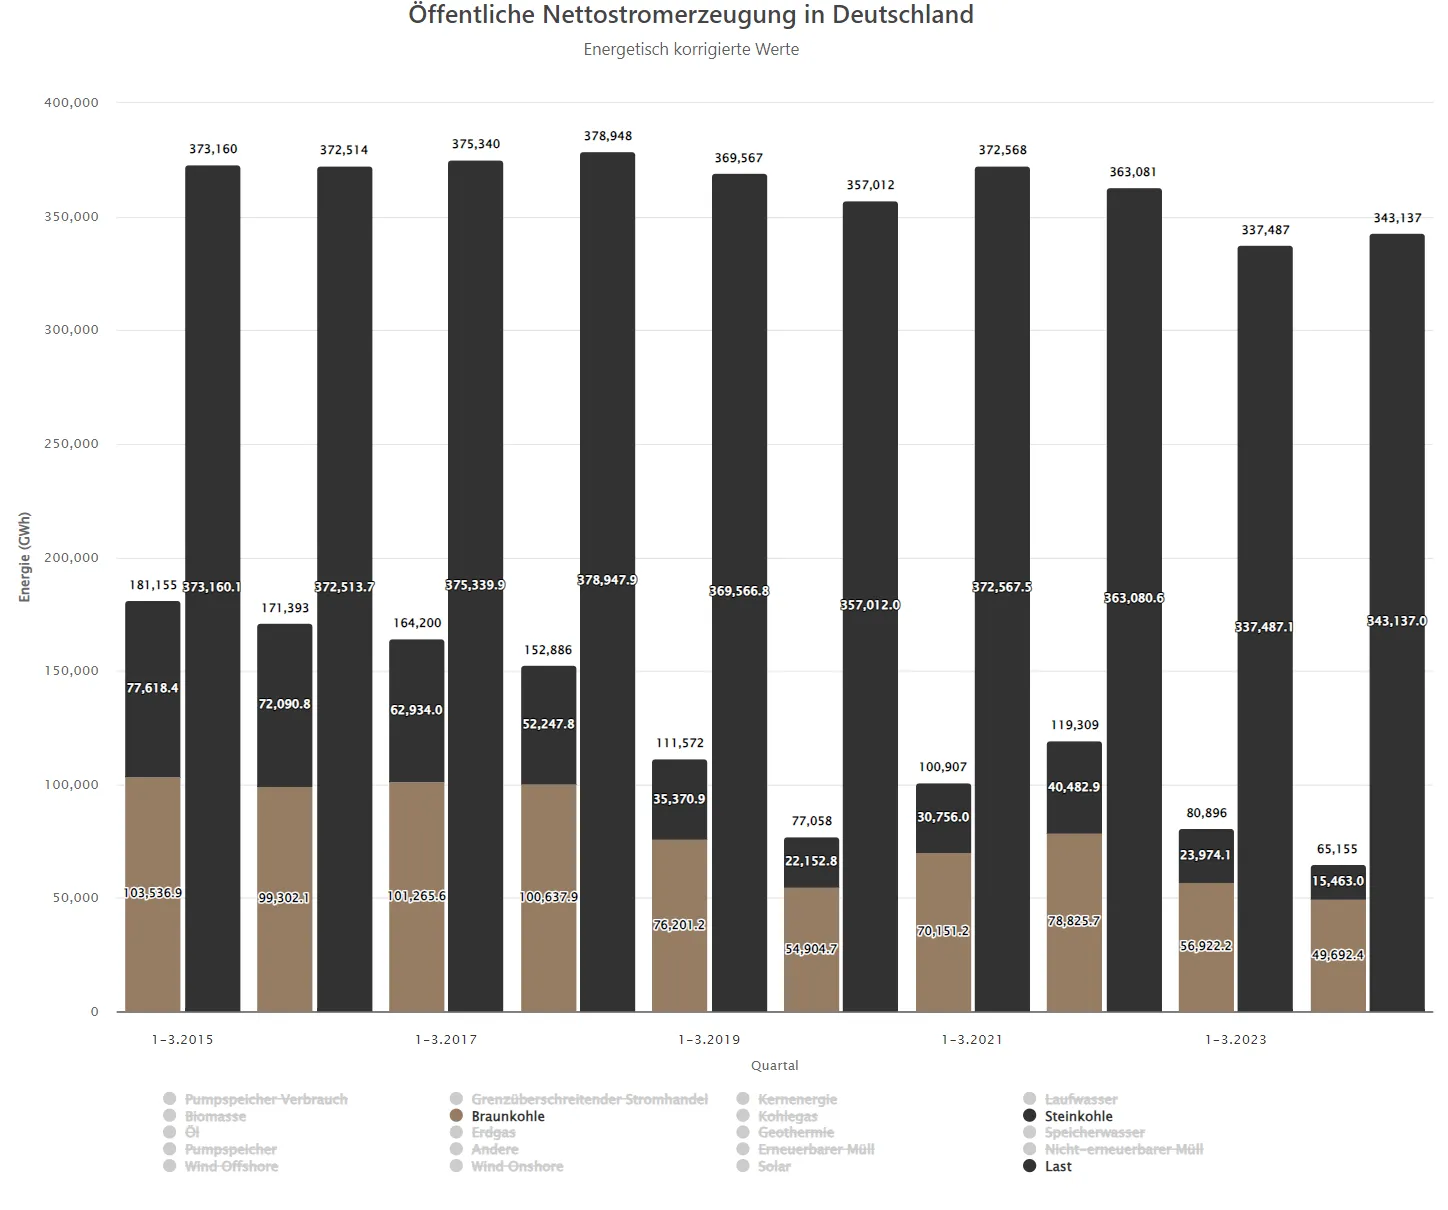 Öffentliche Nettostromerzeugung in Deutschland
Energetisch korrigierte Werte
400,000
350,000
300,000
250,000
200,000
150,000
100,000
50,000
0
Energie (GWh)
373,160
372,514
375,340
378,948
369,567
357,012
372,568
363,081
337,487
343,137
181,155
171,393
164,200
152,886
111,572
77,058
100,907
119,309
80,896
65,155
373,160.1
372,513.7
375,339.9
378,947.9
369,566.8
357,012.0
372,567.5
363,080.6
337,487.1
343,137.0
77,618.4
72,090.8
62,934.0
52,247.8
35,370.9
22,152.8
30,756.0
40,482.9
23,974.1
15,463.0
103,536.9
99,302.1
101,265.6
100,637.9
76,201.2
54,904.7
70,151.2
78,825.7
56,922.2
49,692.4
1-3.2015
1-3.2017
1-3.2019
1-3.2021
1-3.2023
Quartal
Pumpspeicher Verbrauch
Grenzüberschreitender Stromhandel
Kernenergie
Laufwasser
Biomasse
Braunkohle
Kohlegas
Steinkohle
Öl
Erdgas
Geothermie
Speicherwasser
Pumpspeicher
Andere
Erneuerbarer Müll
Nicht-erneuerbarer Müll
Wind Offshore
Wind Onshore
Solar
Last